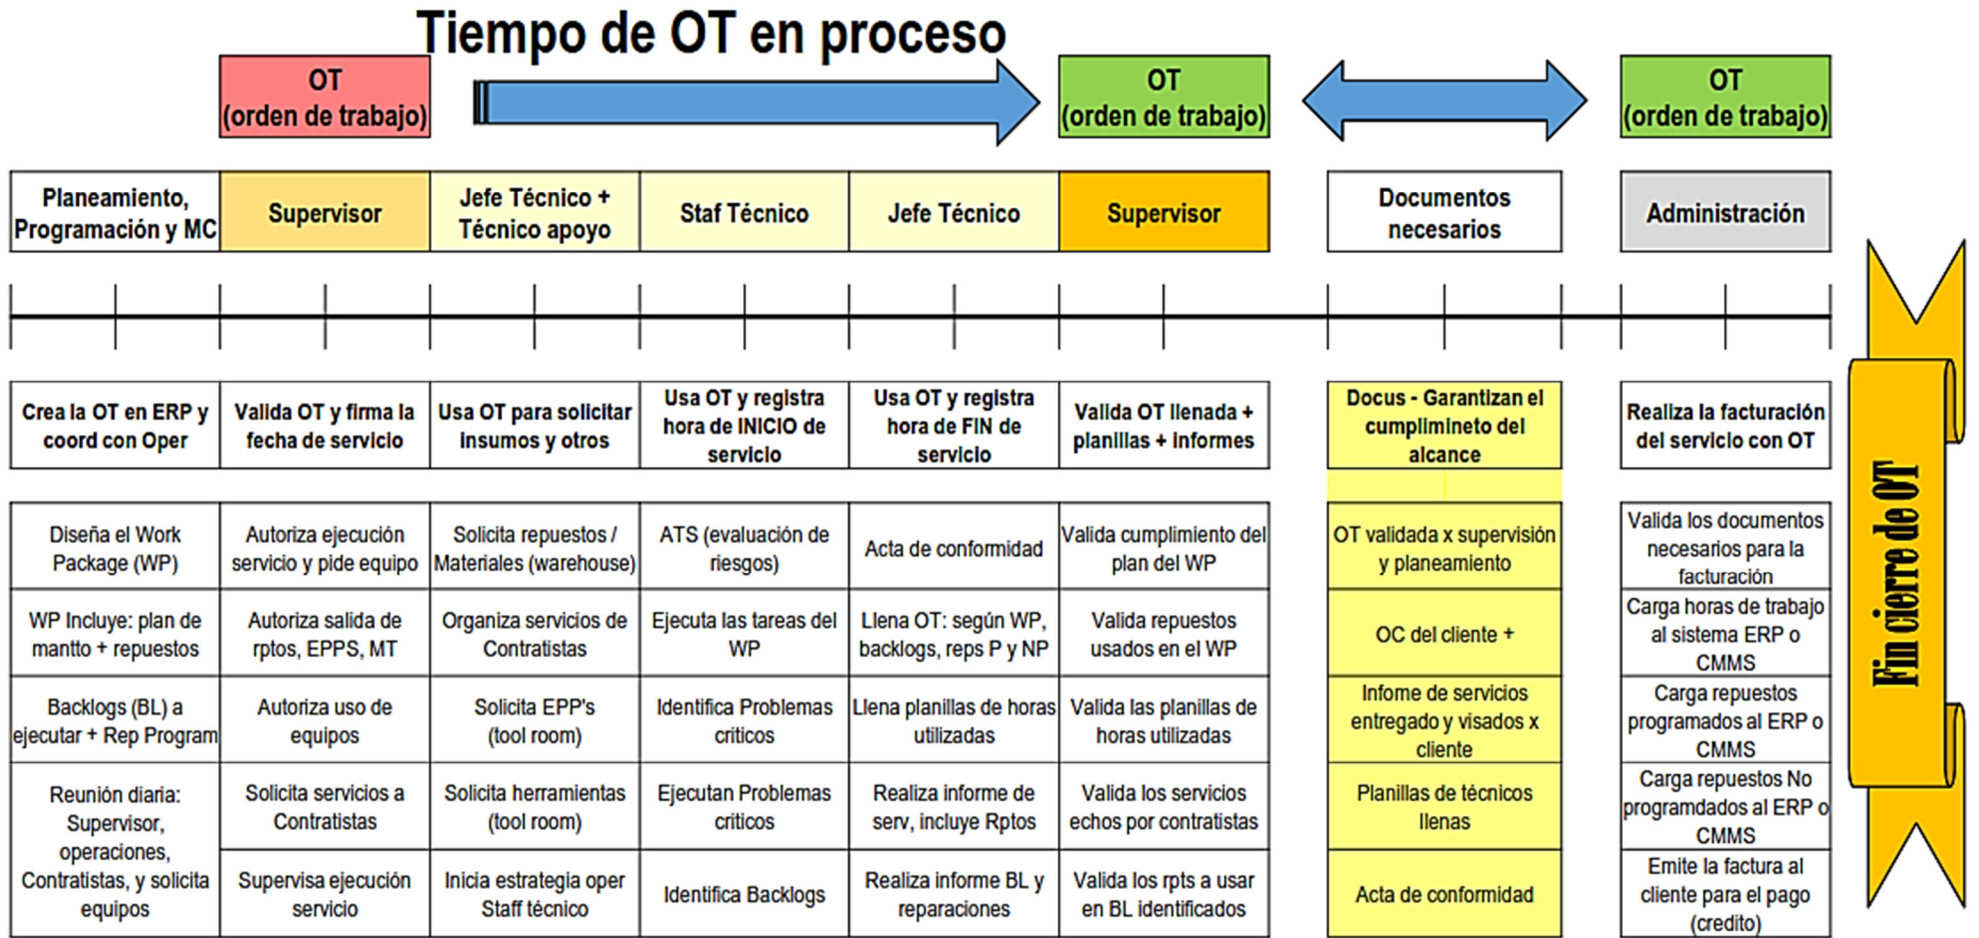 Tiempo de OT en proceso
OT
(orden de trabajo)
OT
(orden de trabajo)
OT
(orden de trabajo)
Planeamiento,
Programación y MC
Supervisor
Jefe Técnico +
Técnico apoyo
Staf Técnico
Jefe Técnico
Supervisor
Documentos
necesarios
Administración
Crea la OT en ERP y
coord con Oper
Valida OT y firma la
fecha de servicio
Usa OT para solicitar
insumos y otros
Usa OT y registra
hora de INICIO de
servicio
Usa OT y registra
hora de FIN de
servicio
Valida OT llenada +
planillas + informes
Docus - Garantizan el
cumplimineto del
alcance
Realiza la facturación
del servicio con OT
Diseña el Work
Package (WP)
Autoriza ejecución
servicio y pide equipo
Solicita repuestos /
Materiales (warehouse)
ATS (evaluación de
riesgos)
Acta de conformidad
Valida cumplimiento del
plan del WP
OT validada x supervisión
y planeamiento
Valida los documentos
necesarios para la
facturación
WP Incluye: plan de
mantto + repuestos
Autoriza salida de
rptos, EPPS, MT
Organiza servicios de
Contratistas
Ejecuta las tareas del
WP
Llena OT: según WP,
backlogs, reps P y NP
Valida repuestos
usados en el WP
OC del cliente +
Carga horas de trabajo
al sistema ERP o
CMMS
Backlogs (BL) a
ejecutar + Rep Program
Autoriza uso de
equipos
Solicita EPP's
(tool room)
Identifica Problemas
criticos
Llena planillas de horas
utilizadas
Valida las planillas de
horas utilizadas
Infome de servicios
entregado y visados x
cliente
Carga repuestos
programados al ERP o
CMMS
Reunión diaria:
Supervisor,
operaciones,
Contratistas, y solicita
equipos
Solicita servicios a
Contratistas
Solicita herramientas
(tool room)
Ejecutan Problemas
criticos
Realiza informe de
serv, incluye Rptos
Valida los servicios
echos por contratistas
Planillas de técnicos
llenas
Carga repuestos No
programdados al ERP o
CMMS
Supervisa ejecución
servicio
Inicia estrategia oper
Staff técnico
Identifica Backlogs
Realiza informe BL y
reparaciones
Valida los rpts a usar
en BL identificados
Acta de conformidad
Emite la factura al
cliente para el pago
(credito)
Fin cierre de OT